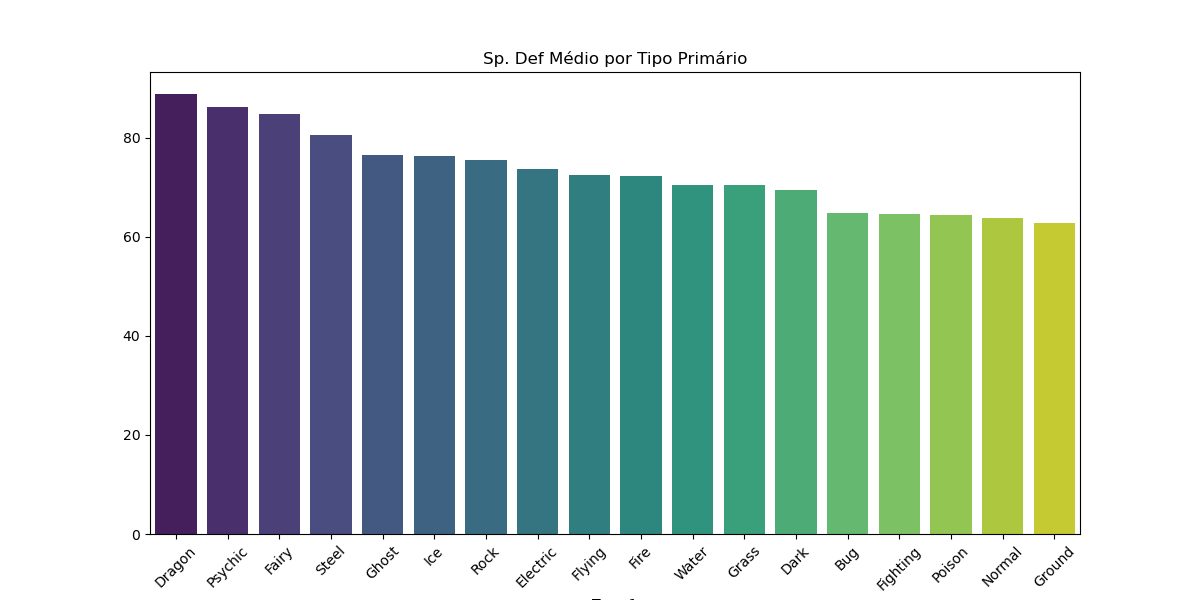 Sp. Def Médio por Tipo Primário
80
60
40
20
0
Dragon Psychic Fairy Steel Ghost Ice Rock Electric Flying Fire Water Grass Dark Bug Fighting Poison Normal Ground